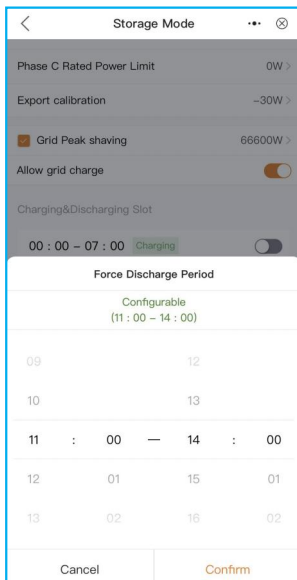 Storage Mode
Phase C Rated Power Limit 0W
Export calibration -30W
Grid Peak shaving 66600W
Allow grid charge
Charging&Discharging Slot
00 : 00 – 07 : 00 Charging
Force Discharge Period
Configurable
(11 : 00 – 14 : 00)
09 12
10 13
11 : 00 — 14 : 00
12 01 15 01
13 02 16 02
Cancel Confirm